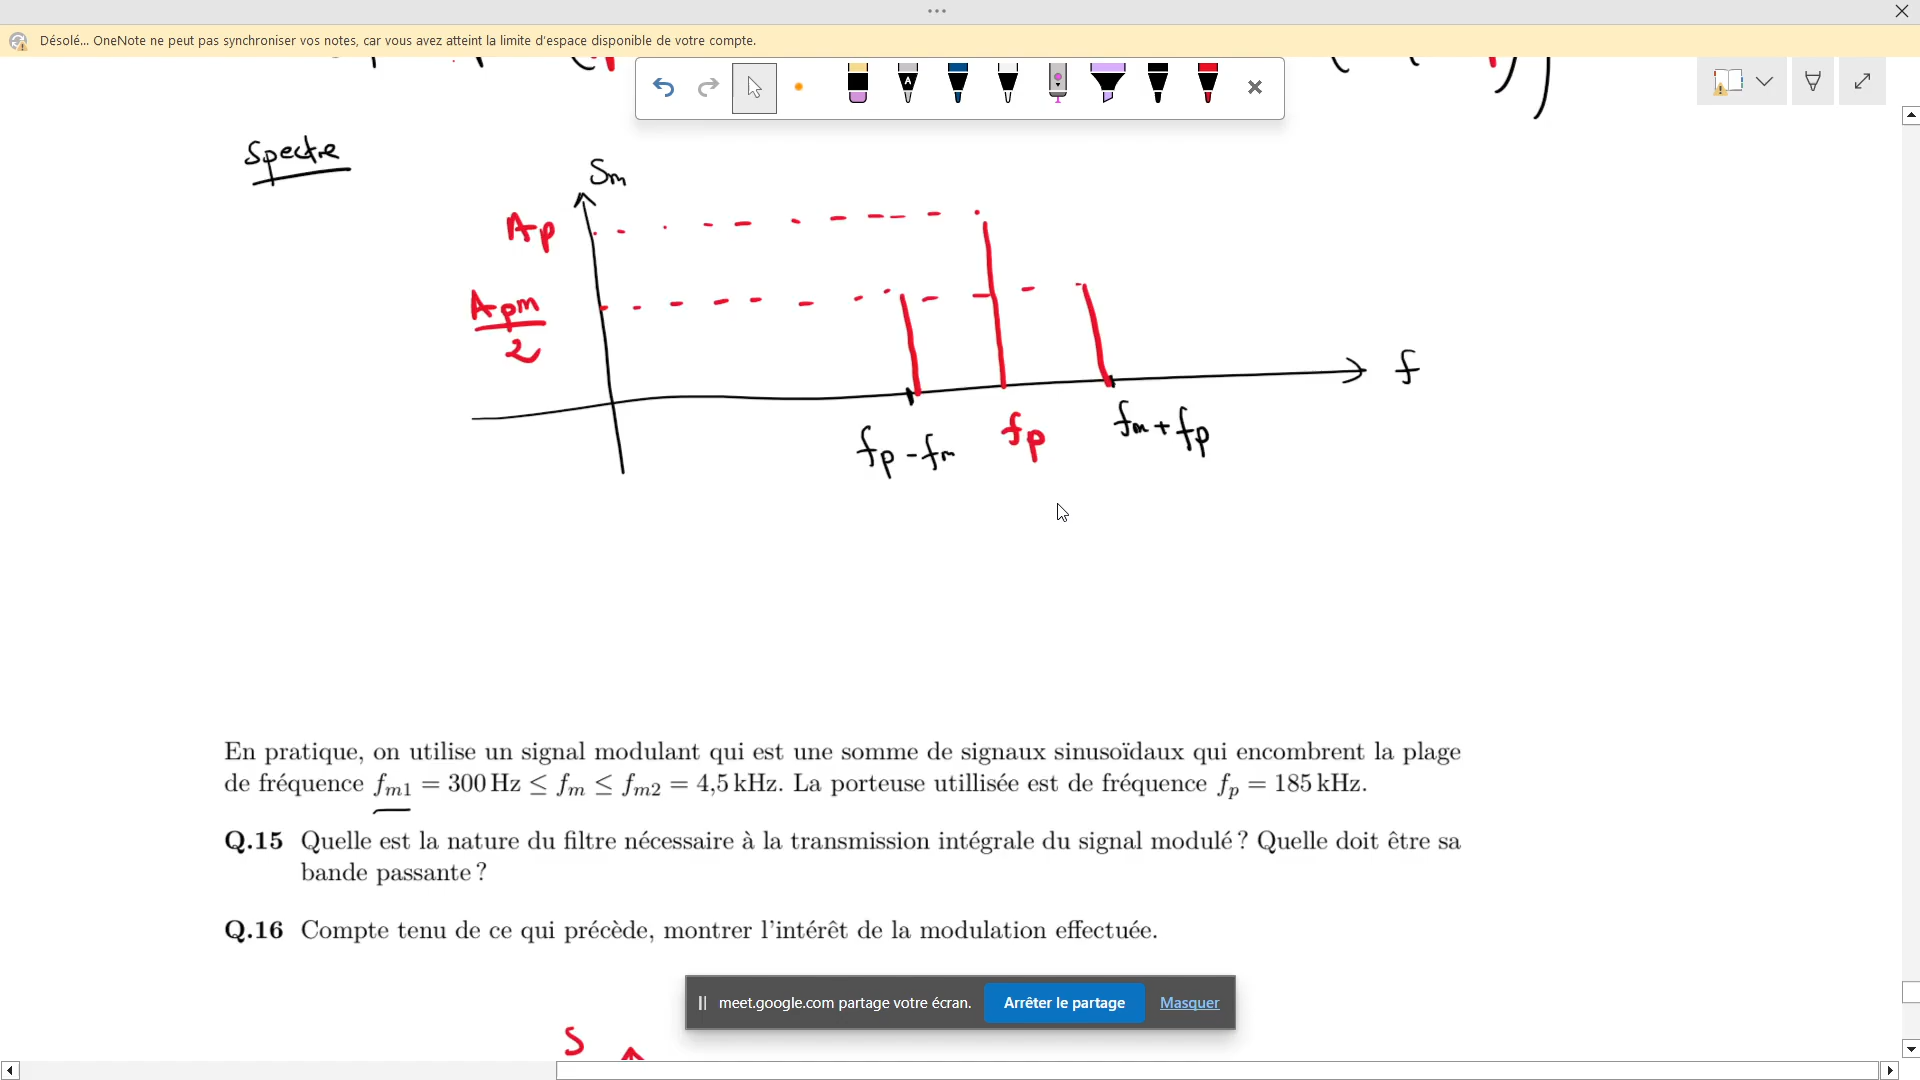 Désolé... OneNote ne peut pas synchroniser vos notes, car vous avez atteint la limite d'espace disponible de votre compte.
Spectre
Sm
Ap
Apm
2
f
fp - fm
fp
fm + fp
En pratique, on utilise un signal modulant qui est une somme de signaux sinusoïdaux qui encombrent la plage
de fréquence fm1 = 300 Hz ≤ fm ≤ fm2 = 4,5 kHz. La porteuse utillisée est de fréquence fp = 185 kHz.
Q.15 Quelle est la nature du filtre nécessaire à la transmission intégrale du signal modulé ? Quelle doit être sa
bande passante ?
Q.16 Compte tenu de ce qui précède, montrer l'intérêt de la modulation effectuée.
meet.google.com partage votre écran. Arrêter le partage Masquer
S